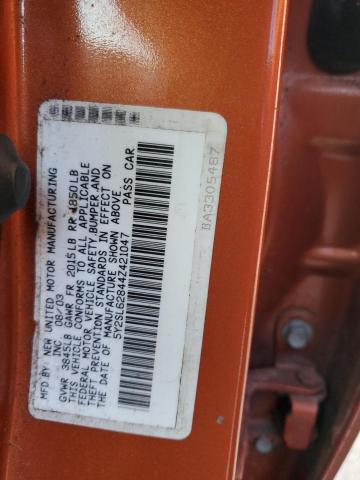 MFD BY NEW UNITED MOTOR MANUFACTURING
INC 08/03
GVWR 3845LB GAWR FR 2015LB RR 1850LB
THIS VEHICLE CONFORMS TO ALL APPLICABLE
FEDERAL MOTOR VEHICLE SAFETY,BUMPER,AND
THEFT PREVENTION STANDARDS IN EFFECT ON
THE DATE OF MANUFACTURE SHOWN ABOVE.
5Y2SL62844Z421047 PASS CAR
BA3305487